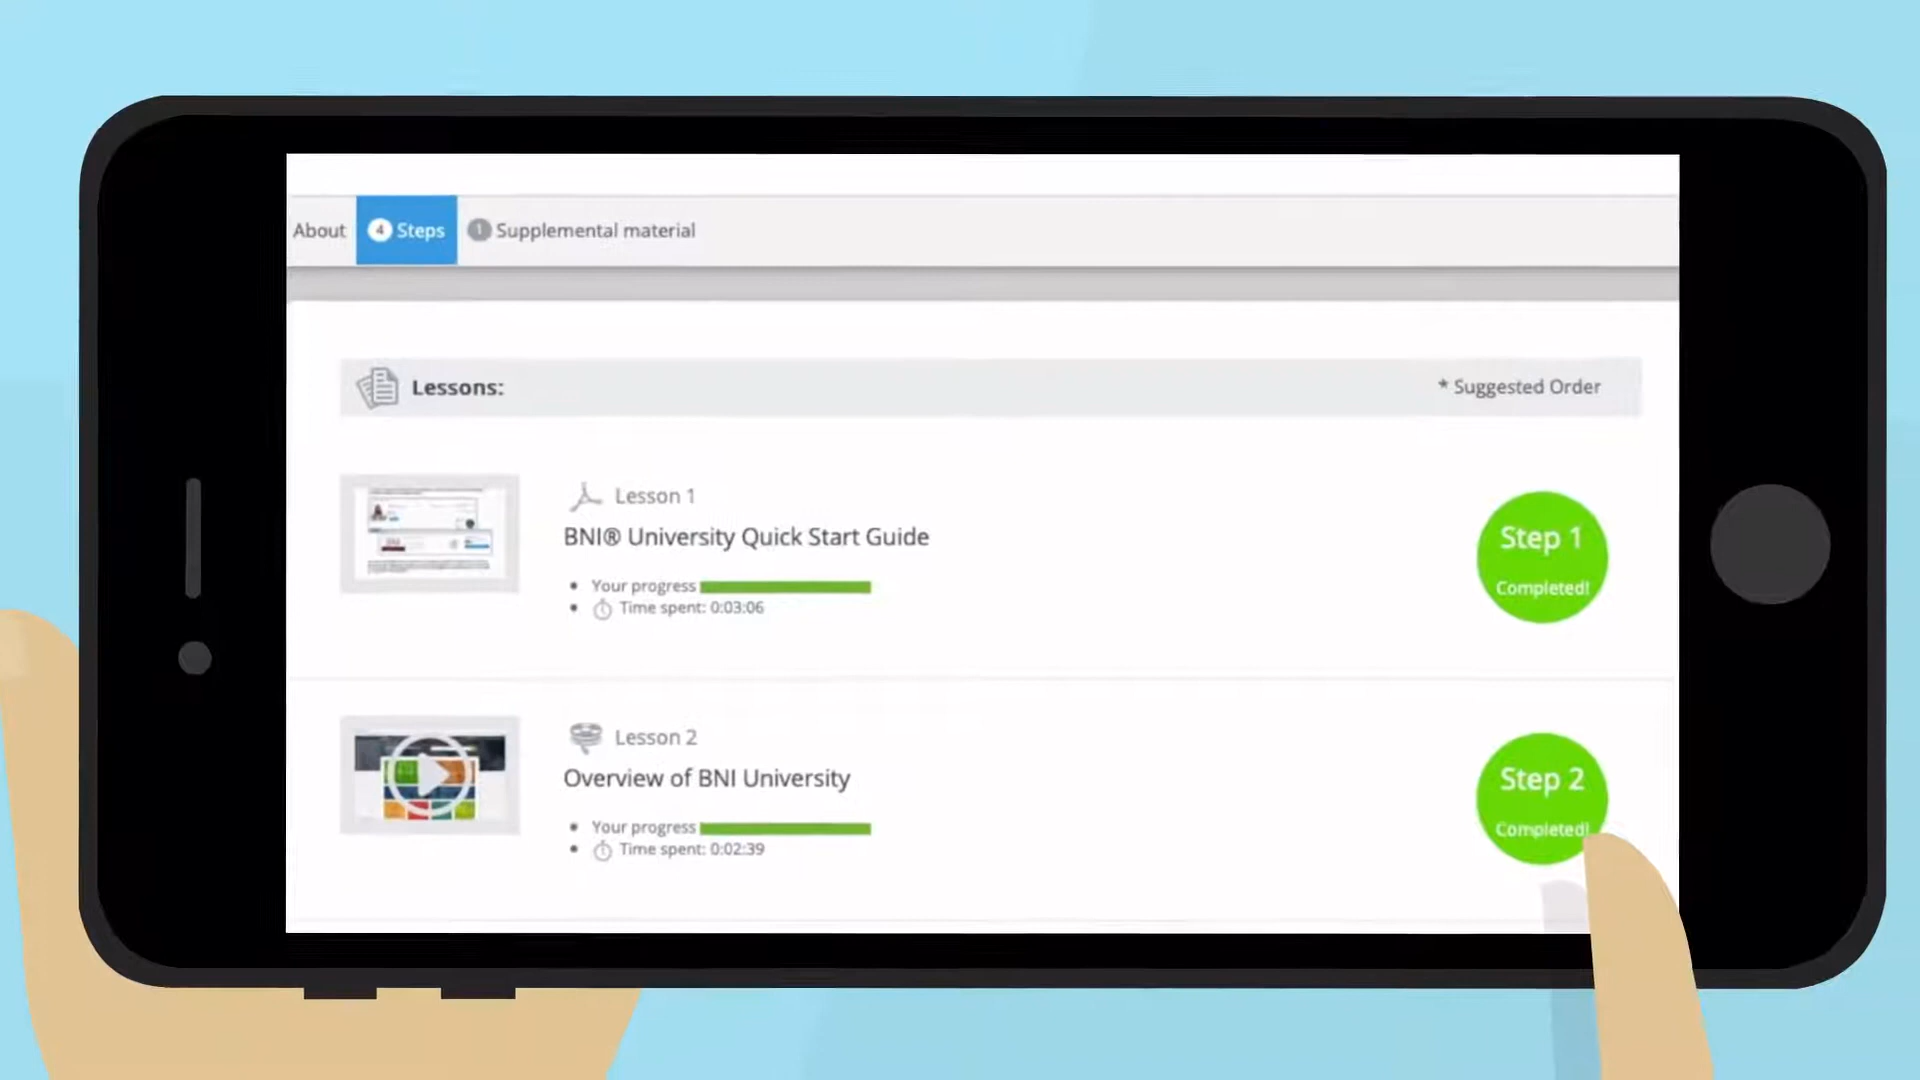 About 4 Steps 1 Supplemental material
Lessons: * Suggested Order
Lesson 1
BNI® University Quick Start Guide
Step 1
Your progress
Completed!
Time spent: 0:03:06
Lesson 2
Overview of BNI University
Step 2
Your progress
Completed!
Time spent: 0:02:39